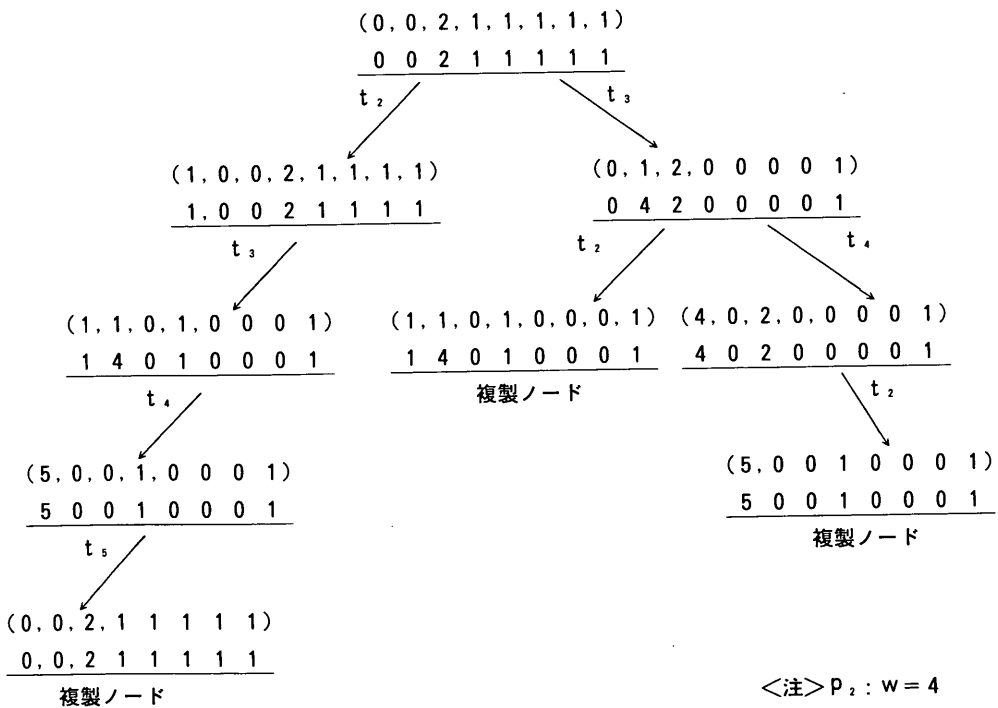 (0,0,2,1,1,1,1,1)
0 0 2 1 1 1 1 1
t₂
t₃
(1,0,0,2,1,1,1,1)
1,0 0 2 1 1 1 1
(0,1,2,0 0 0 0 1)
0 4 2 0 0 0 0 1
t₃
t₂
t₄
(1,1,0,1,0 0 0 1)
1 4 0 1 0 0 0 1
(1,1,0,1,0,0,0,1)
1 4 0 1 0 0 0 1
複製ノード
(4,0,2,0,0 0 0 1)
4 0 2 0 0 0 0 1
t₄
t₂
(5,0,0,1,0 0 0 1)
5 0 0 1 0 0 0 1
(5,0 0 1 0 0 0 1)
5 0 0 1 0 0 0 1
複製ノード
t₅
(0,0,2,1 1 1 1 1)
0,0,2 1 1 1 1 1
複製ノード
<注>p₂:w=4